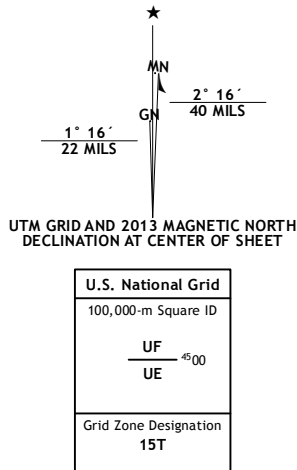 ★
MN
GN
2° 16´
40 MILS
1° 16´
22 MILS
UTM GRID AND 2013 MAGNETIC NORTH
DECLINATION AT CENTER OF SHEET
U.S. National Grid
100,000-m Square ID
UF
4500
UE
Grid Zone Designation
15T